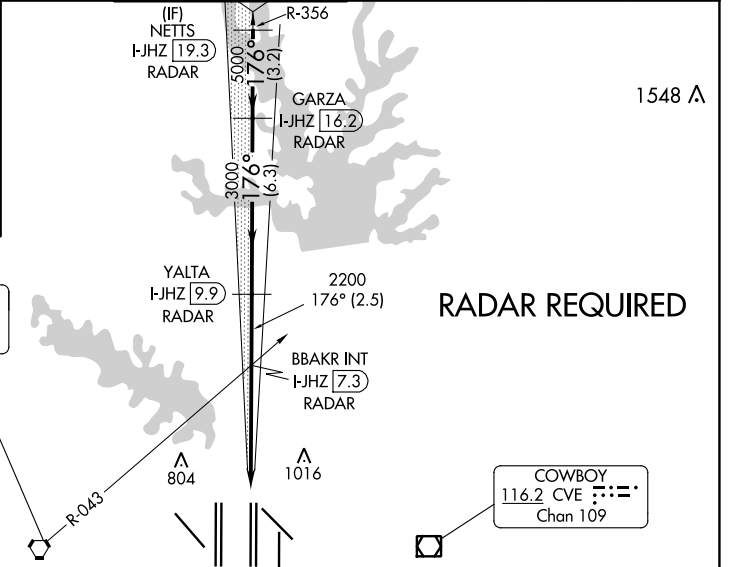 (IF)
NETTS
I-JHZ 19.3
RADAR
R-356
5000
176°
(3.2)
GARZA
I-JHZ 16.2
RADAR
1548
3000
176°
(6.3)
YALTA
I-JHZ 9.9
RADAR
2200
176° (2.5)
RADAR REQUIRED
BBAKR INT
I-JHZ 7.3
RADAR
804
1016
R-043
COWBOY
116.2 CVE
Chan 109